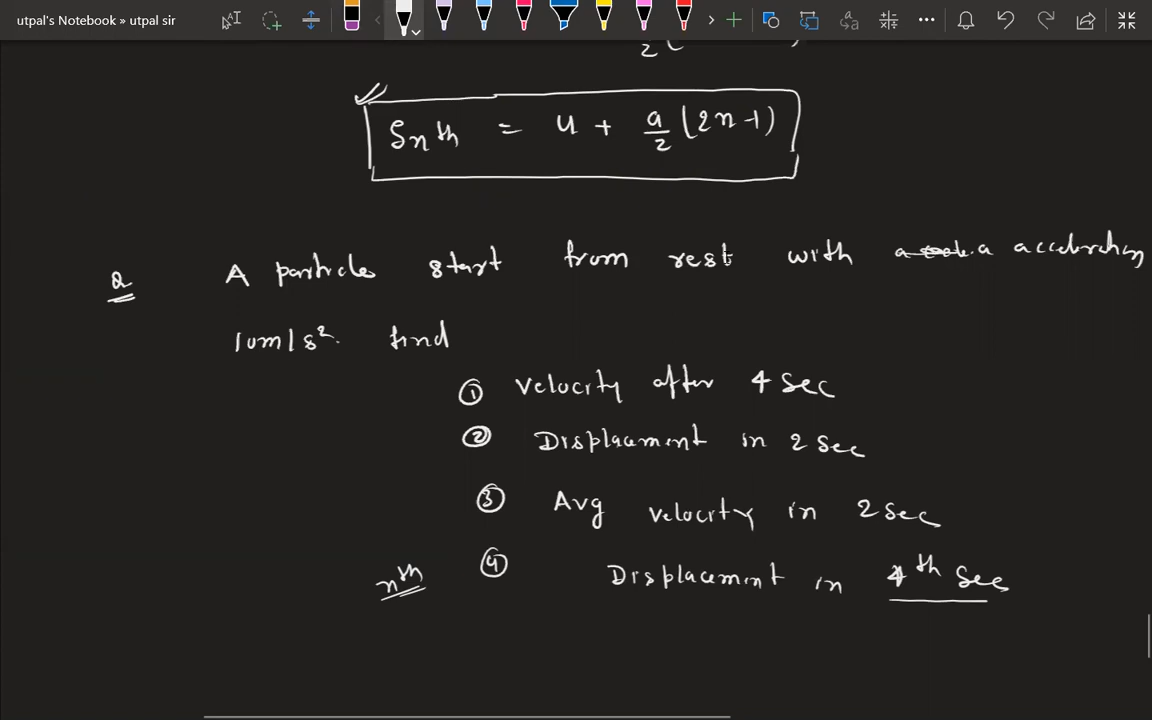 utpal's Notebook » utpal sir
Snth = u + a/2 (2n-1)
Q A particle start from rest with a acceleration
10m/s². find
① Velocity after 4 sec
② Displacement in 2 sec
③ Avg velocity in 2 sec
nth ④ Displacement in 4th sec